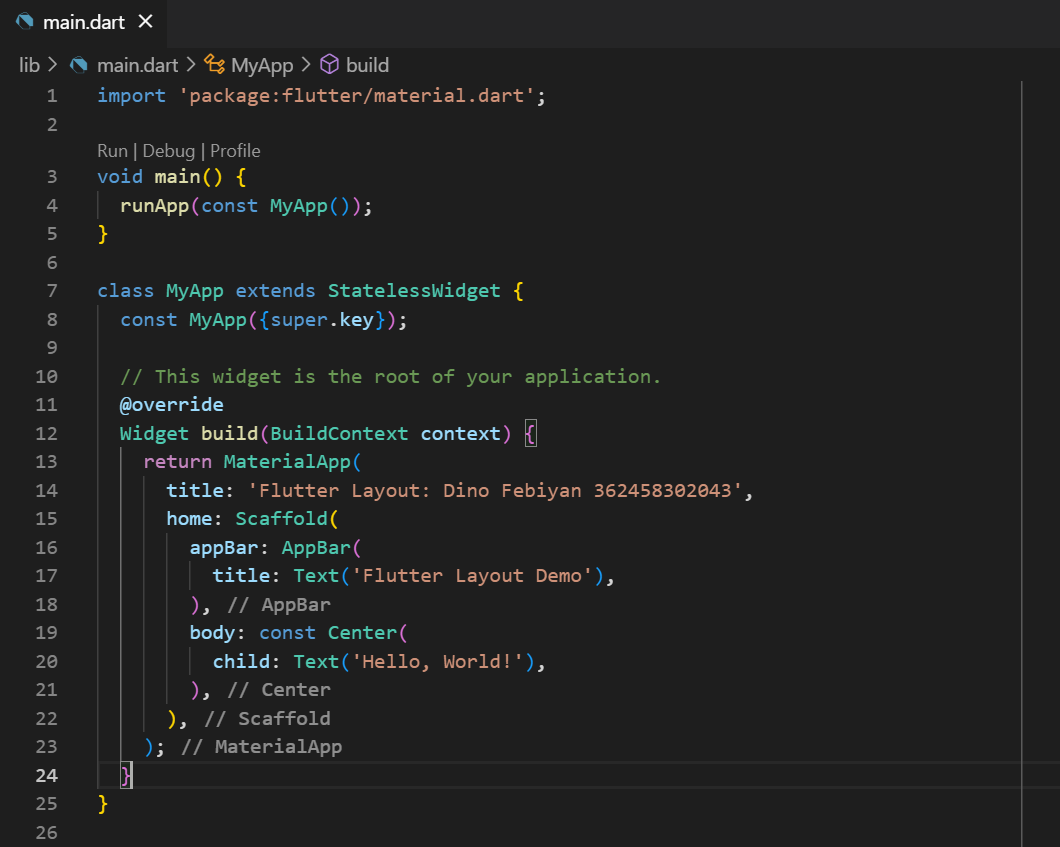 main.dart ×
lib > main.dart > MyApp > build
1 import 'package:flutter/material.dart';
2
Run | Debug | Profile
3 void main() {
4   runApp(const MyApp());
5 }
6
7 class MyApp extends StatelessWidget {
8   const MyApp({super.key});
9
10   // This widget is the root of your application.
11   @override
12   Widget build(BuildContext context) {
13     return MaterialApp(
14       title: 'Flutter Layout: Dino Febiyan 362458302043',
15       home: Scaffold(
16         appBar: AppBar(
17           title: Text('Flutter Layout Demo'),
18         ), // AppBar
19         body: const Center(
20           child: Text('Hello, World!'),
21         ), // Center
22       ), // Scaffold
23     ); // MaterialApp
24   }
25 }
26